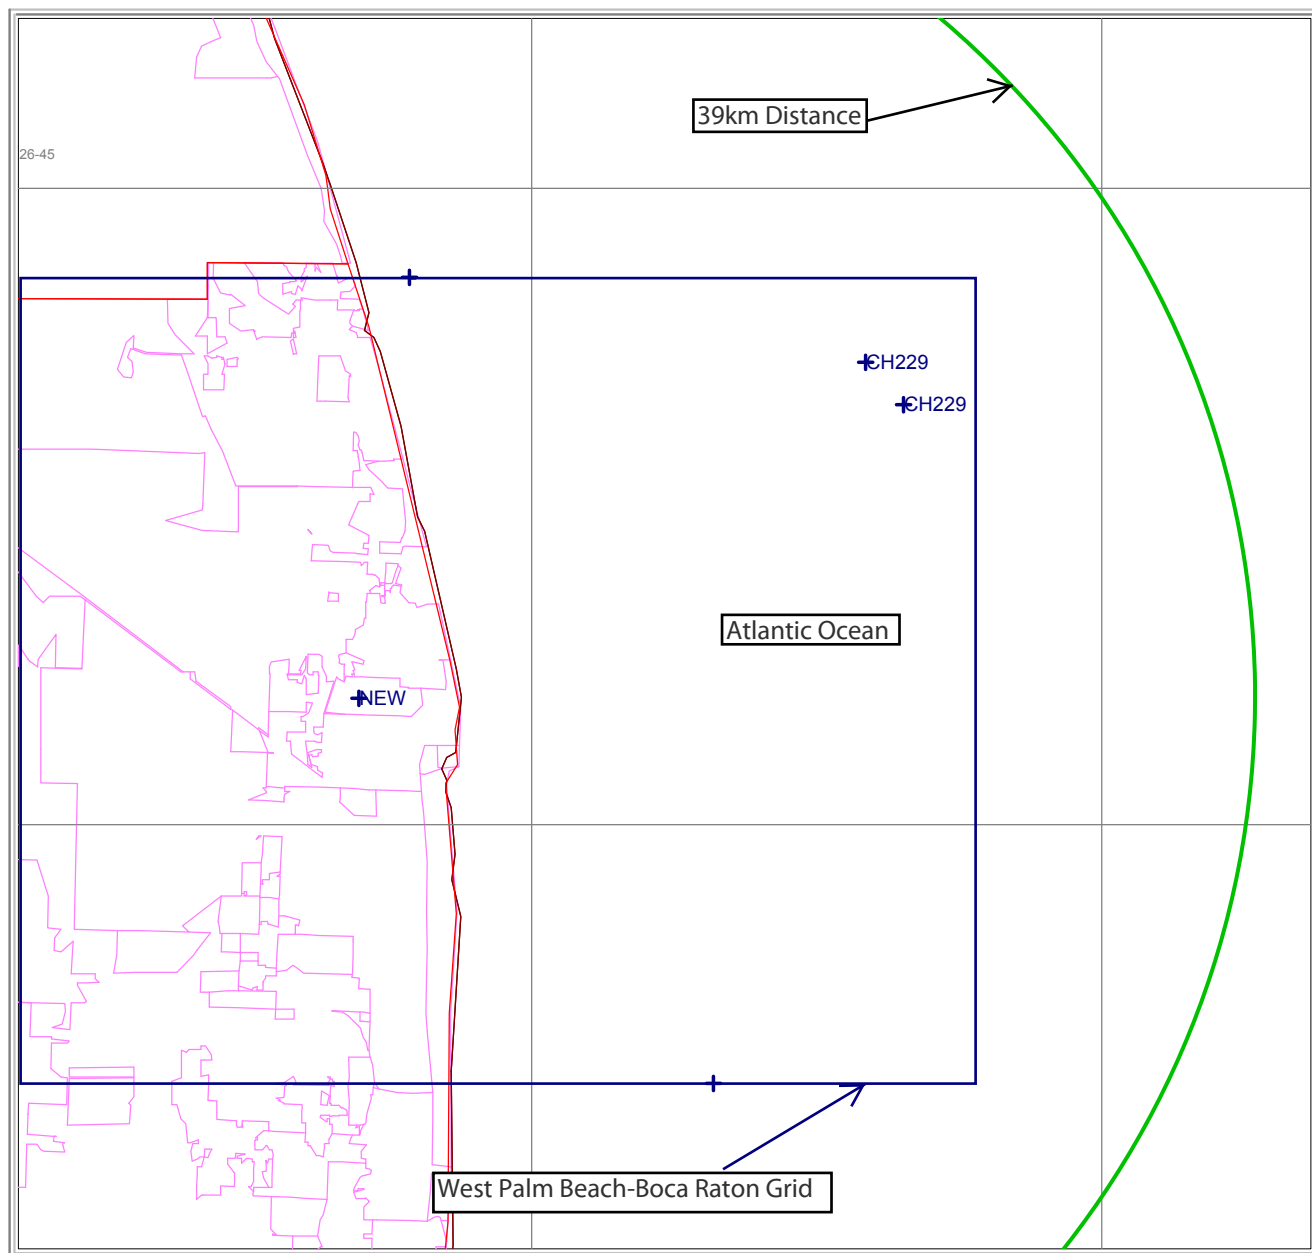 39km Distance
26-45
CH229
CH229
Atlantic Ocean
NEW
West Palm Beach-Boca Raton Grid